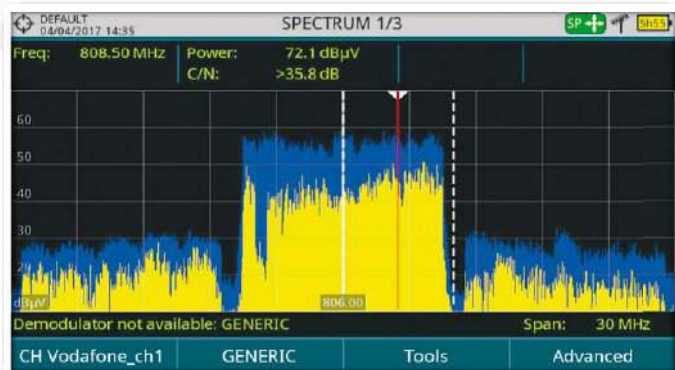 DEFAULT
04/04/2017 14:35
SPECTRUM 1/3
SP
5h55
Freq: 808.50 MHz Power: 72.1 dBµV
C/N: >35.8 dB
60
50
40
30
20
dBµV
806.00
Demodulator not available: GENERIC Span: 30 MHz
CH Vodafone_ch1 GENERIC Tools Advanced